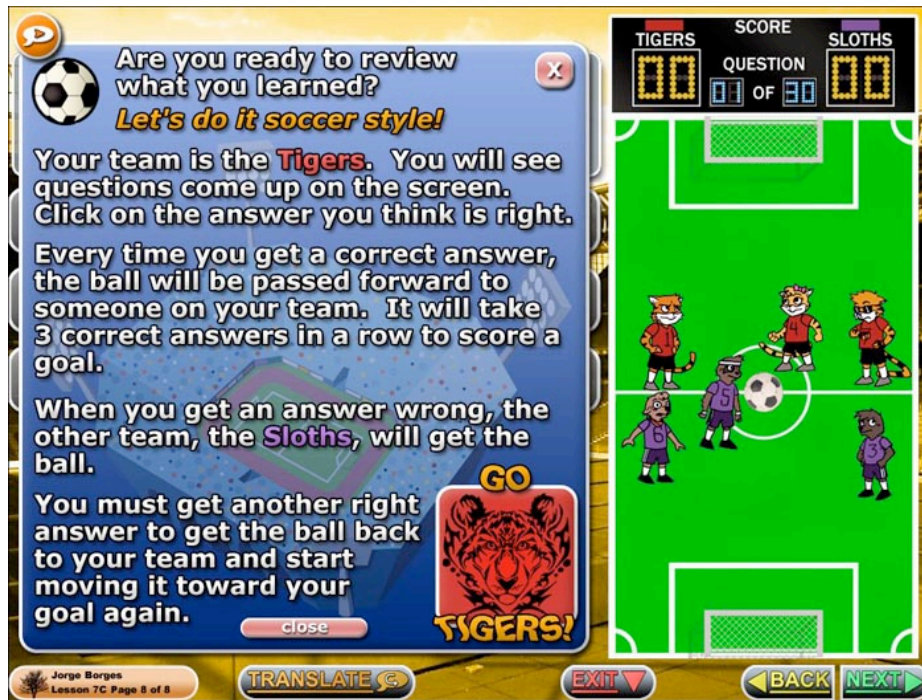 Are you ready to review
what you learned?
Let's do it soccer style!
X
Your team is the Tigers. You will see
questions come up on the screen.
Click on the answer you think is right.
Every time you get a correct answer,
the ball will be passed forward to
someone on your team. It will take
3 correct answers in a row to score a
goal.
When you get an answer wrong, the
other team, the Sloths, will get the
ball.
You must get another right
answer to get the ball back
to your team and start
moving it toward your
goal again.
close
GO
TIGERS!
TIGERS SCORE SLOTHS
00 QUESTION 00
01 OF 30
4
6
5
3
Jorge Borges
Lesson 7C Page 8 of 8
TRANSLATE
EXIT
BACK
NEXT